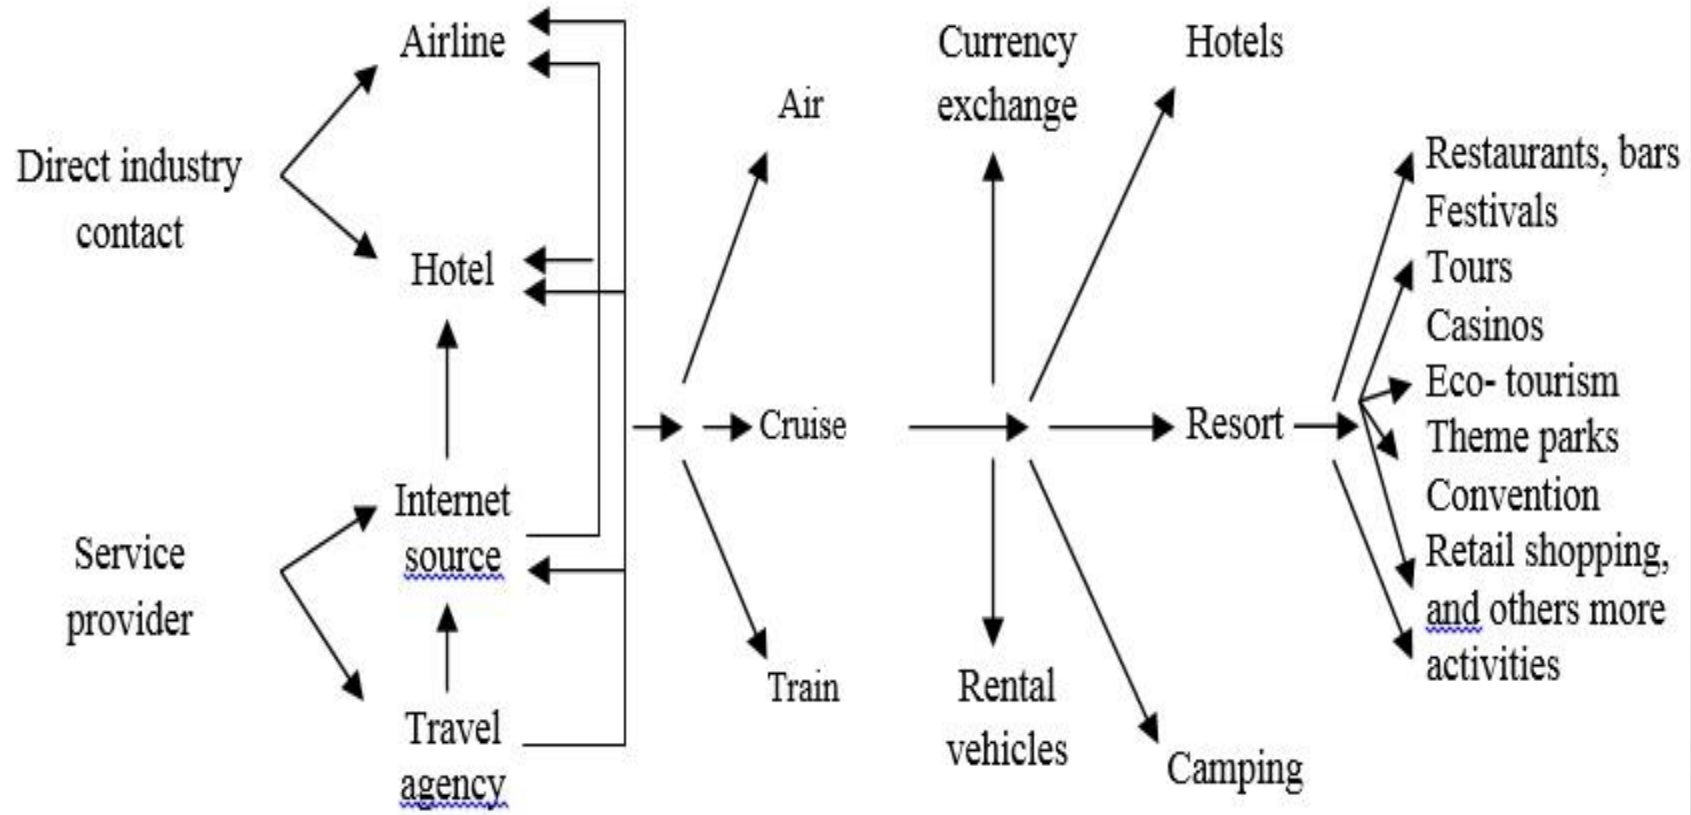 Airline
Direct industry
contact
Hotel
Internet
source
Service
provider
Travel
agency
Air
Cruise
Train
Currency
exchange
Rental
vehicles
Hotels
Resort
Camping
Restaurants, bars
Festivals
Tours
Casinos
Eco- tourism
Theme parks
Convention
Retail shopping,
and others more
activities